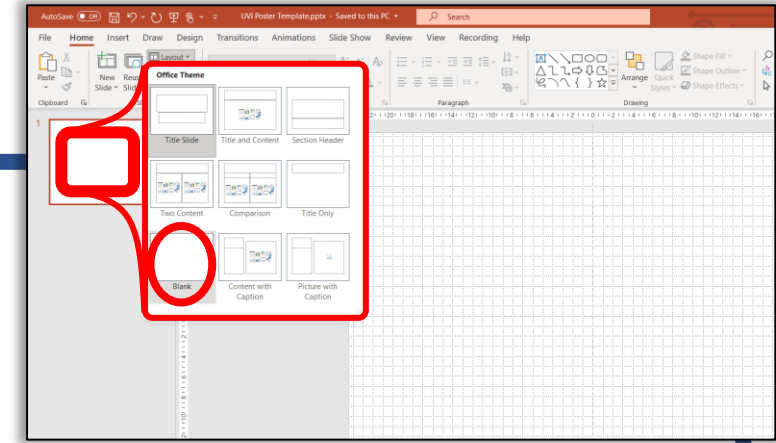 AutoSave Off UVI Poster Template.pptx - Saved to this PC Search
File Home Insert Draw Design Transitions Animations Slide Show Review View Recording Help
Layout
Paste New Slide
Arrange Quick Styles
Shape Fill
Shape Outline
Shape Effects
Clipboard Paragraph Drawing
1
Office Theme
Title Slide Title and Content Section Header
Two Content Comparison Title Only
Blank Content with Caption Picture with Caption